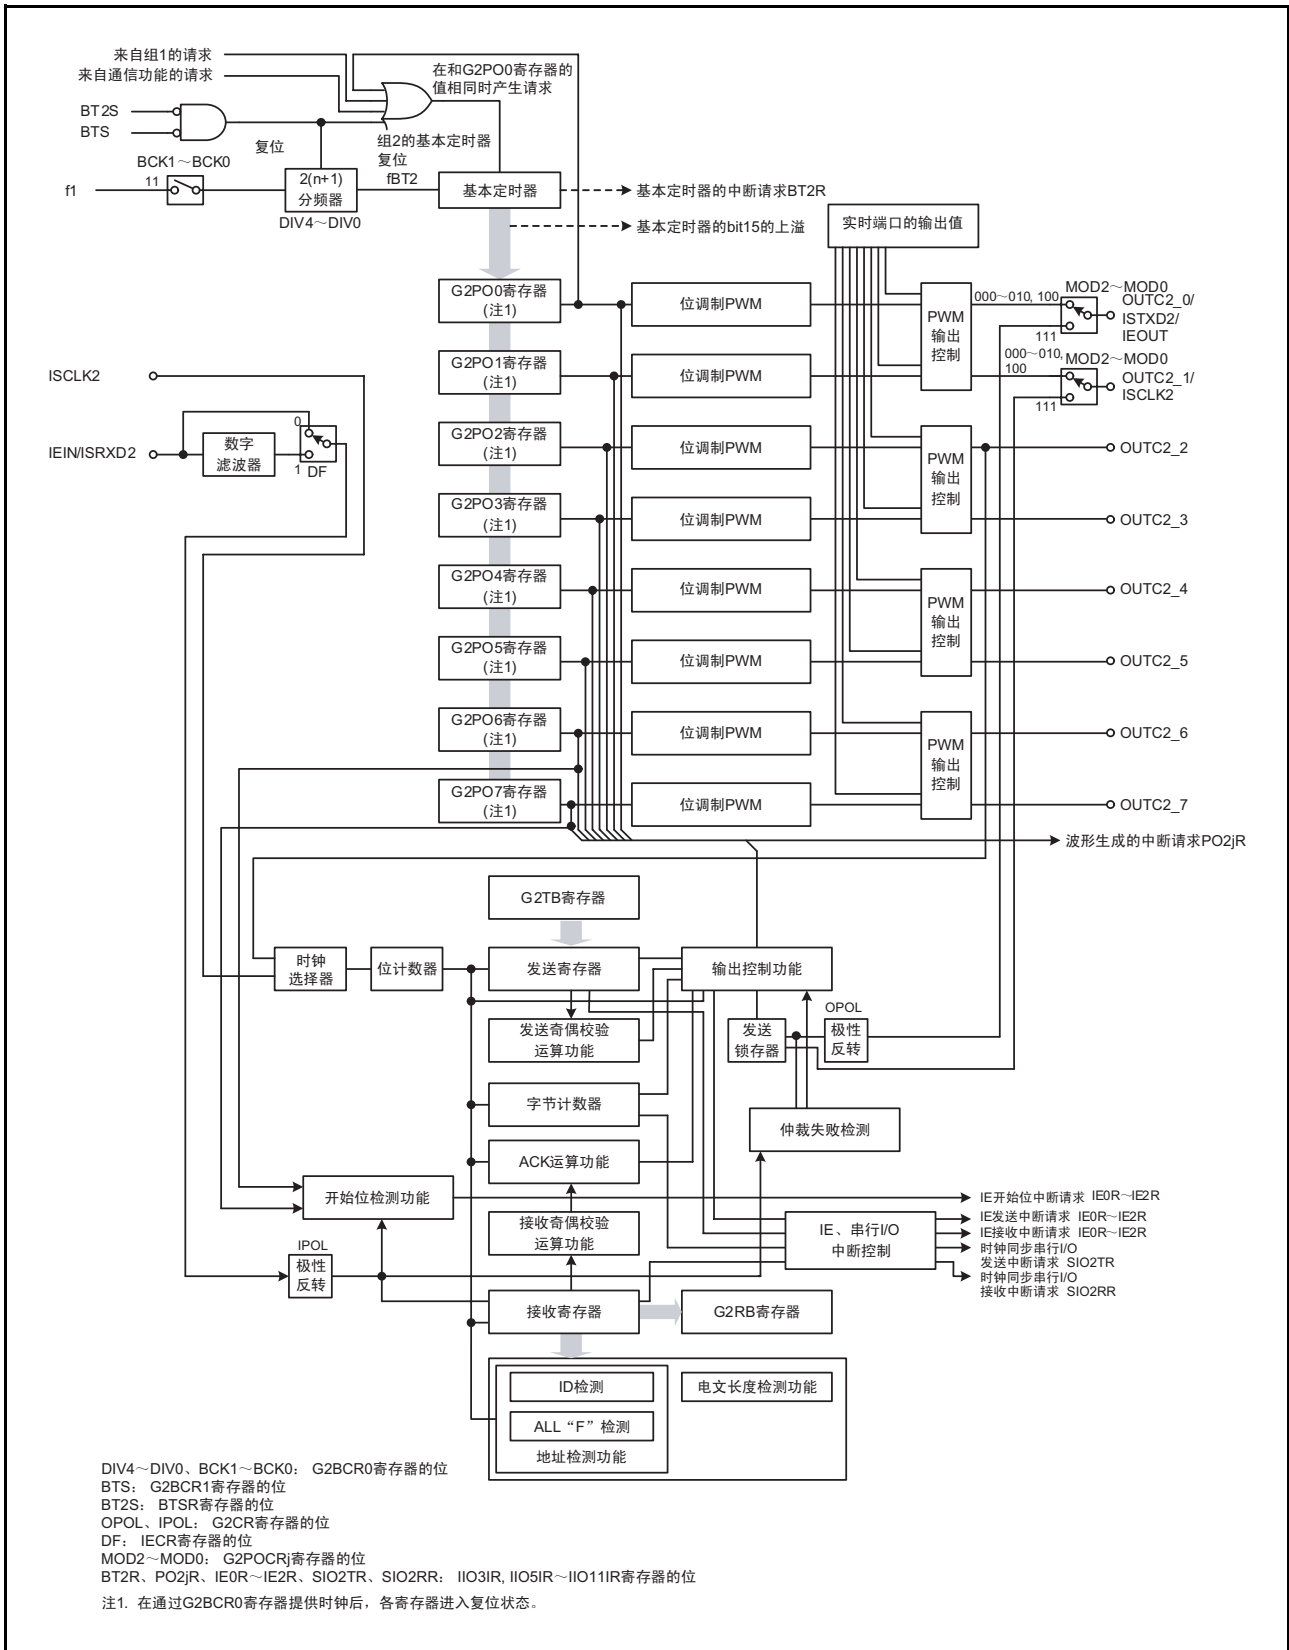 来自组1的请求
来自通信功能的请求
在和G2PO0寄存器的
值相同时产生请求
BT2S
BTS
复位
组2的基本定时器
复位
BCK1～BCK0
f1
11
2(n+1)
分频器
DIV4～DIV0
fBT2
基本定时器
基本定时器的中断请求BT2R
基本定时器的bit15的上溢
实时端口的输出值
G2PO0寄存器
(注1)
位调制PWM
PWM
输出
控制
000～010, 100
MOD2～MOD0
OUTC2_0/
ISTXD2/
IEOUT
111
G2PO1寄存器
(注1)
位调制PWM
000～010,
100
MOD2～MOD0
OUTC2_1/
ISCLK2
111
ISCLK2
IEIN/ISRXD2
数字
滤波器
0
1
DF
G2PO2寄存器
(注1)
位调制PWM
PWM
输出
控制
OUTC2_2
G2PO3寄存器
(注1)
位调制PWM
OUTC2_3
G2PO4寄存器
(注1)
位调制PWM
PWM
输出
控制
OUTC2_4
G2PO5寄存器
(注1)
位调制PWM
OUTC2_5
G2PO6寄存器
(注1)
位调制PWM
PWM
输出
控制
OUTC2_6
G2PO7寄存器
(注1)
位调制PWM
OUTC2_7
波形生成的中断请求PO2jR
G2TB寄存器
时钟
选择器
位计数器
发送寄存器
输出控制功能
发送奇偶校验
运算功能
发送
锁存器
OPOL
极性
反转
字节计数器
仲裁失败检测
ACK运算功能
开始位检测功能
接收奇偶校验
运算功能
IE、串行I/O
中断控制
IE开始位中断请求 IE0R～IE2R
IE发送中断请求 IE0R～IE2R
IE接收中断请求 IE0R～IE2R
时钟同步串行I/O
发送中断请求 SIO2TR
时钟同步串行I/O
接收中断请求 SIO2RR
IPOL
极性
反转
接收寄存器
G2RB寄存器
ID检测
电文长度检测功能
ALL“F”检测
地址检测功能
DIV4～DIV0、BCK1～BCK0： G2BCR0寄存器的位
BTS： G2BCR1寄存器的位
BT2S： BTSR寄存器的位
OPOL、IPOL： G2CR寄存器的位
DF： IECR寄存器的位
MOD2～MOD0： G2POCRj寄存器的位
BT2R、PO2jR、IE0R～IE2R、SIO2TR、SIO2RR： IIO3IR, IIO5IR～IIO11IR寄存器的位
注1. 在通过G2BCR0寄存器提供时钟后，各寄存器进入复位状态。